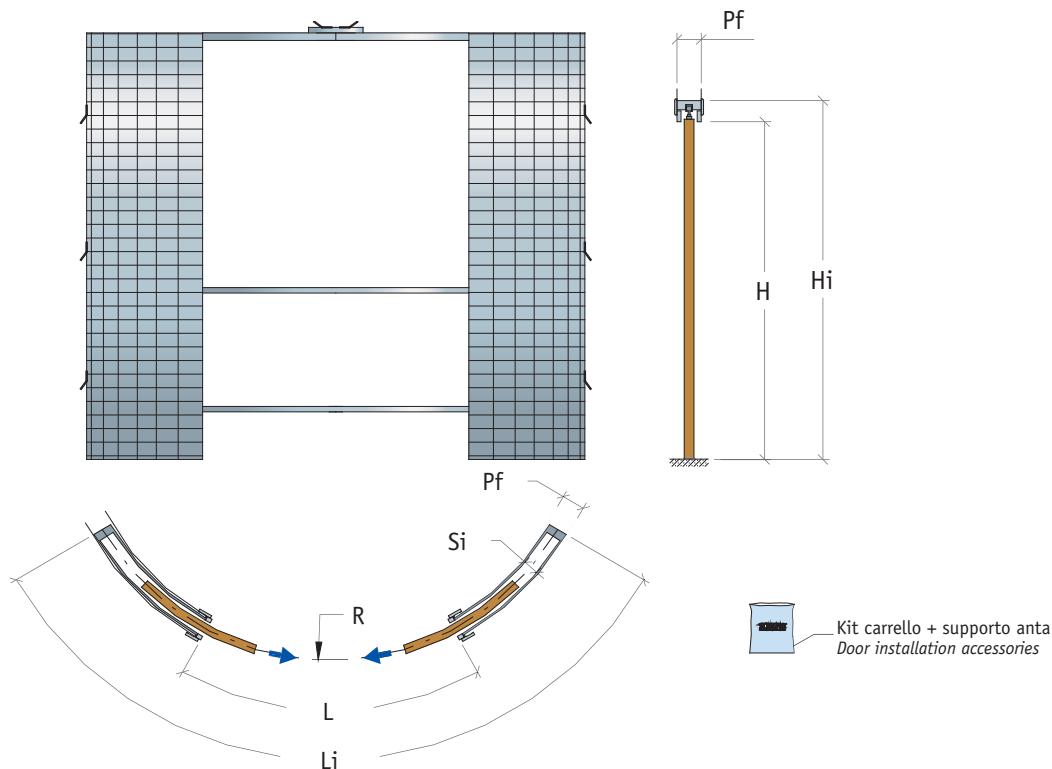 Pf
H
Hi
Pf
Si
R
L
Li
Kit carrello + supporto anta
Door installation accessories